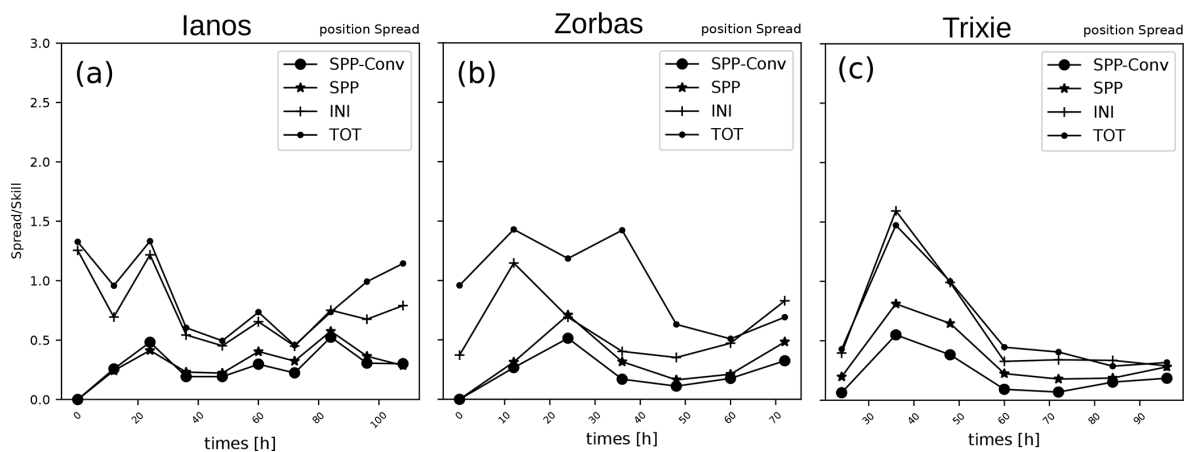 Ianos
position Spread
(a)
SPP-Conv
SPP
INI
TOT
3.0
2.5
2.0
1.5
1.0
0.5
0.0
Spread/Skill
0 20 40 60 80 100
times [h]
Zorbas
position Spread
(b)
SPP-Conv
SPP
INI
TOT
0 10 20 30 40 50 60 70
times [h]
Trixie
position Spread
(c)
SPP-Conv
SPP
INI
TOT
30 40 50 60 70 80 90
times [h]